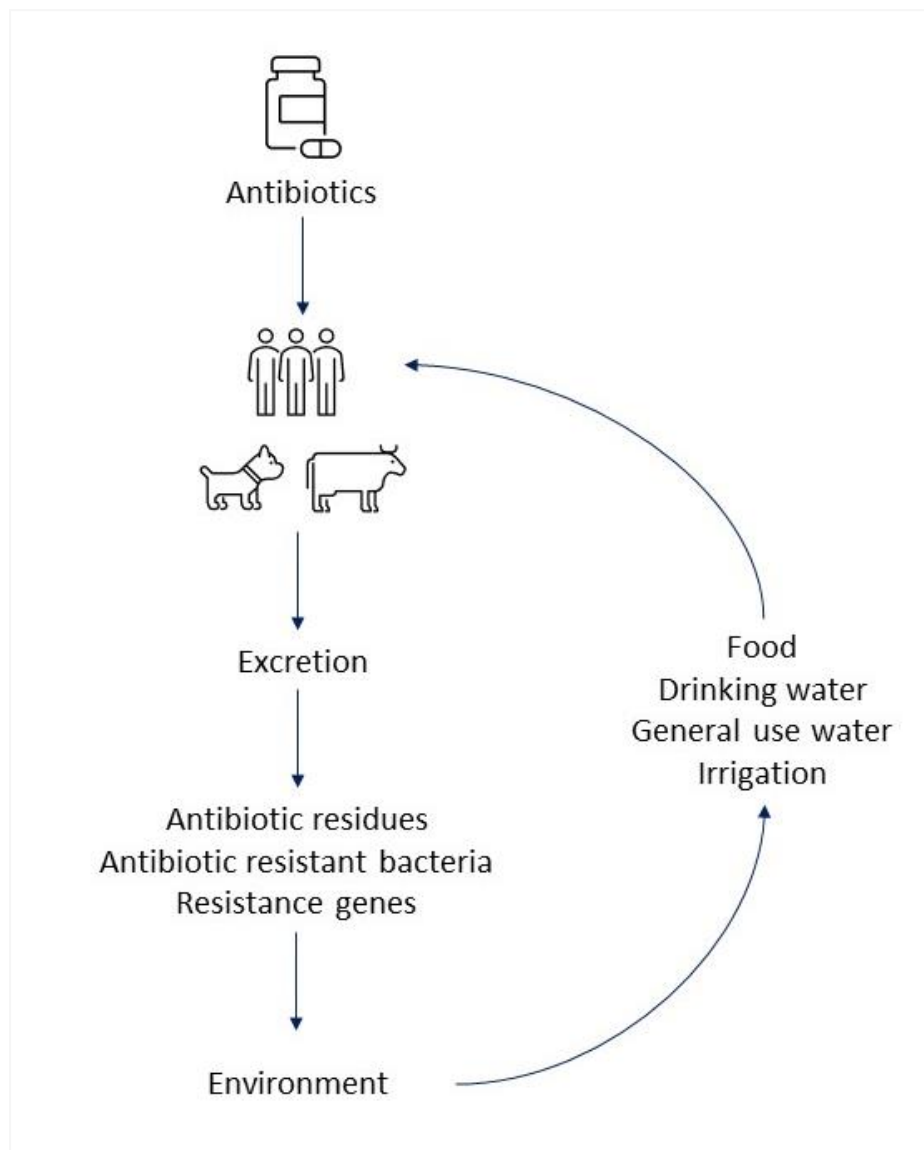 Antibiotics
Excretion
Antibiotic residues
Antibiotic resistant bacteria
Resistance genes
Environment
Food
Drinking water
General use water
Irrigation